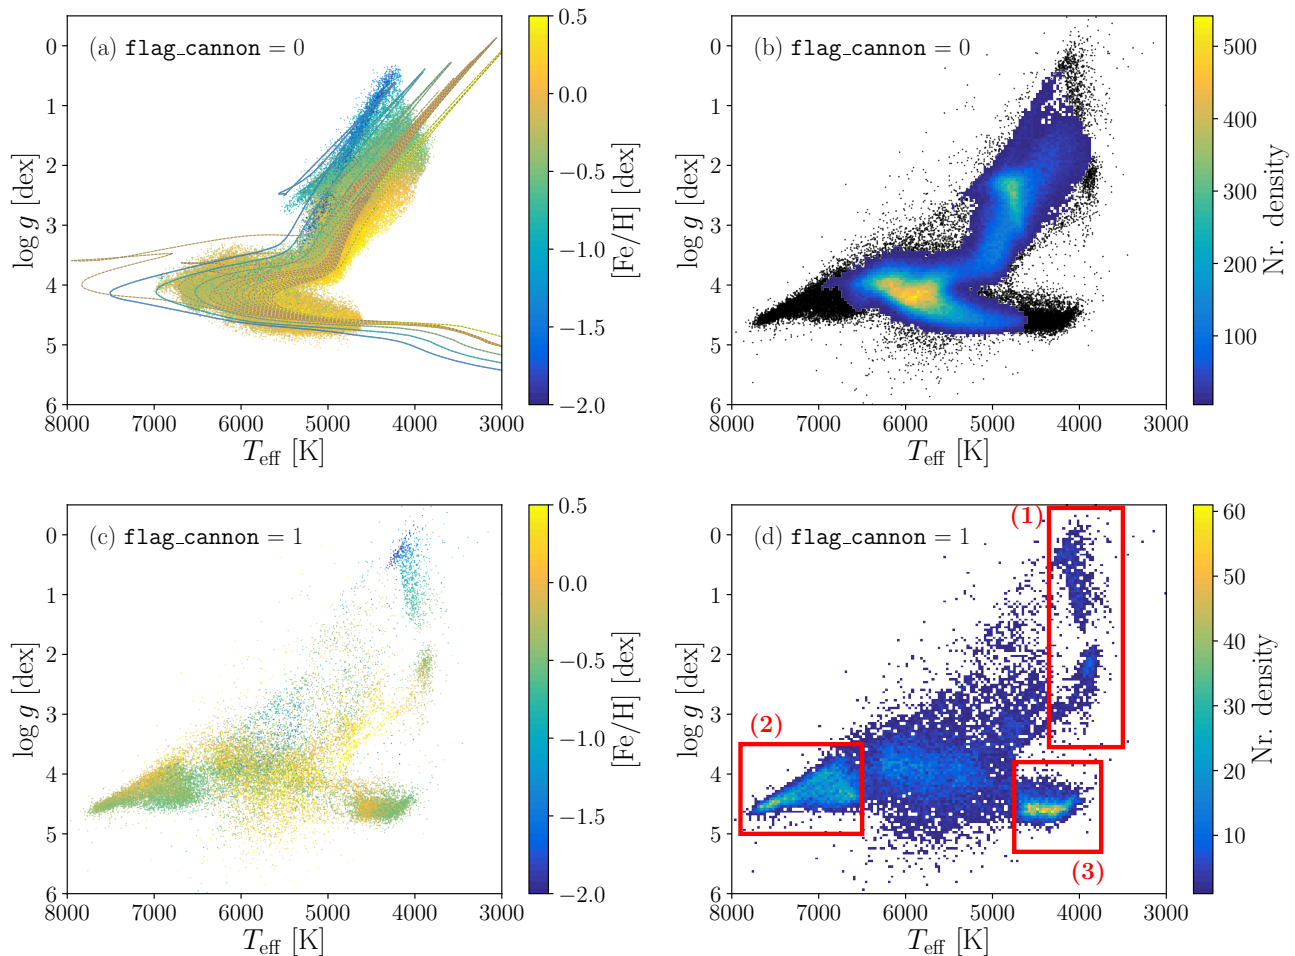 (a) flag_cannon = 0
0
1
2
3
4
5
6
log g [dex]
8000 7000 6000 5000 4000 3000
T_eff [K]
0.5
0.0
−0.5
−1.0
−1.5
−2.0
[Fe/H] [dex]
(b) flag_cannon = 0
0
1
2
3
4
5
6
log g [dex]
8000 7000 6000 5000 4000 3000
T_eff [K]
500
400
300
200
100
Nr. density
(c) flag_cannon = 1
0
1
2
3
4
5
6
log g [dex]
8000 7000 6000 5000 4000 3000
T_eff [K]
0.5
0.0
−0.5
−1.0
−1.5
−2.0
[Fe/H] [dex]
(d) flag_cannon = 1
(1)
(2)
(3)
0
1
2
3
4
5
6
log g [dex]
8000 7000 6000 5000 4000 3000
T_eff [K]
60
50
40
30
20
10
Nr. density